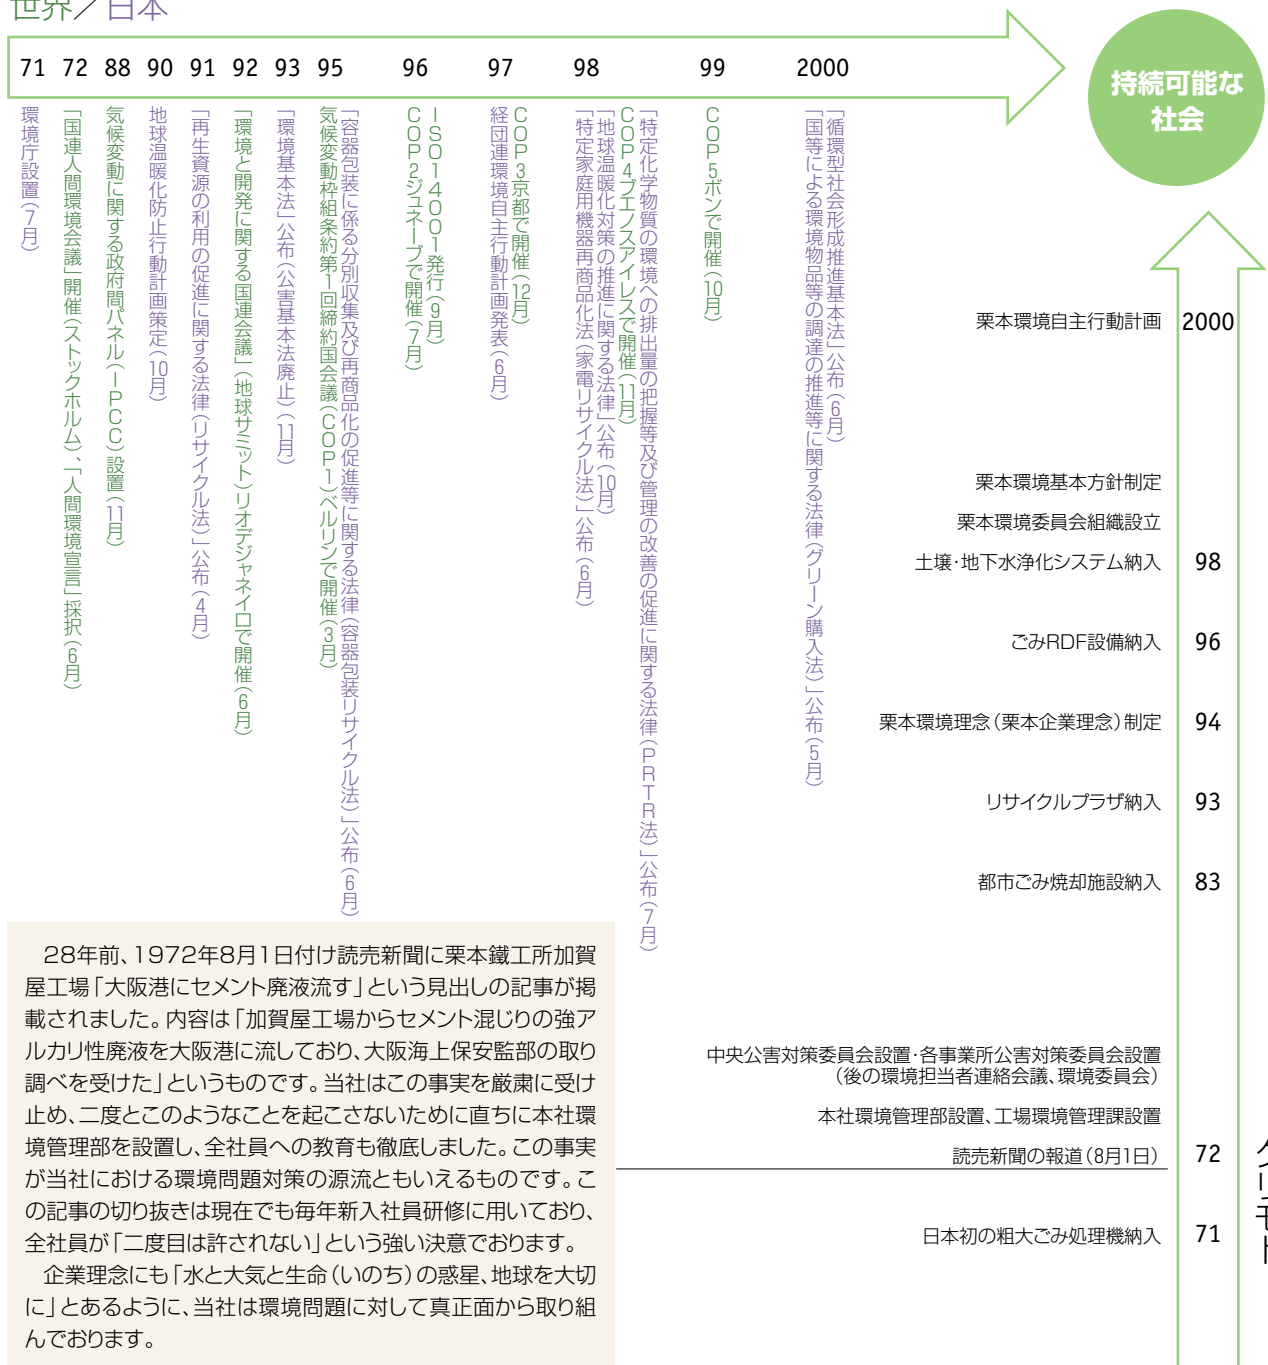 世界／日本
71 72 88 90 91 92 93 95 96 97 98 99 2000
持続可能な
社会
環境庁設置（7月）
「国連人間環境会議」開催（ストックホルム）、「人間環境宣言」採択（6月）
気候変動に関する政府間パネル（IPCC）設置（11月）
地球温暖化防止行動計画策定（10月）
「再生資源の利用の促進に関する法律（リサイクル法）」公布（4月）
「環境と開発に関する国連会議」（地球サミット）リオデジャネイロで開催（6月）
「環境基本法」公布（公害基本法廃止）（11月）
気候変動枠組条約第1回締約国会議（COP1）ベルリンで開催（3月）
「容器包装に係る分別収集及び再商品化の促進等に関する法律（容器包装リサイクル法）」公布（6月）
COP2ジュネーブで開催（7月）
ISO14001発行（9月）
経団連環境自主行動計画発表（6月）
COP3京都で開催（12月）
「特定家庭用機器再商品化法（家電リサイクル法）」公布（6月）
「地球温暖化対策の推進に関する法律」公布（10月）
COP4ブエノスアイレスで開催（11月）
「特定化学物質の環境への排出量の把握等及び管理の改善の促進に関する法律（PRTR法）」公布（7月）
COP5ボンで開催（10月）
「国等による環境物品等の調達の推進等に関する法律（グリーン購入法）」公布（5月）
「循環型社会形成推進基本法」公布（6月）
栗本環境自主行動計画 2000
栗本環境基本方針制定
栗本環境委員会組織設立
土壌・地下水浄化システム納入 98
ごみRDF設備納入 96
栗本環境理念（栗本企業理念）制定 94
リサイクルプラザ納入 93
都市ごみ焼却施設納入 83
中央公害対策委員会設置・各事業所公害対策委員会設置
（後の環境担当者連絡会議、環境委員会）
本社環境管理部設置、工場環境管理課設置
読売新聞の報道（8月1日） 72
日本初の粗大ごみ処理機納入 71
クリモト
28年前、1972年8月1日付け読売新聞に栗本鐵工所加賀
屋工場「大阪港にセメント廃液流す」という見出しの記事が掲
載されました。内容は「加賀屋工場からセメント混じりの強ア
ルカリ性廃液を大阪港に流しており、大阪海上保安監部の取り
調べを受けた」というものです。当社はこの事実を厳粛に受け
止め、二度とこのようなことを起こさないために直ちに本社環
境管理部を設置し、全社員への教育も徹底しました。この事実
が当社における環境問題対策の源流ともいえるものです。こ
の記事の切り抜きは現在でも毎年新入社員研修に用いており、
全社員が「二度目は許されない」という強い決意でおります。
企業理念にも「水と大気と生命（いのち）の惑星、地球を大切
に」とあるように、当社は環境問題に対して真正面から取り組
んでおります。